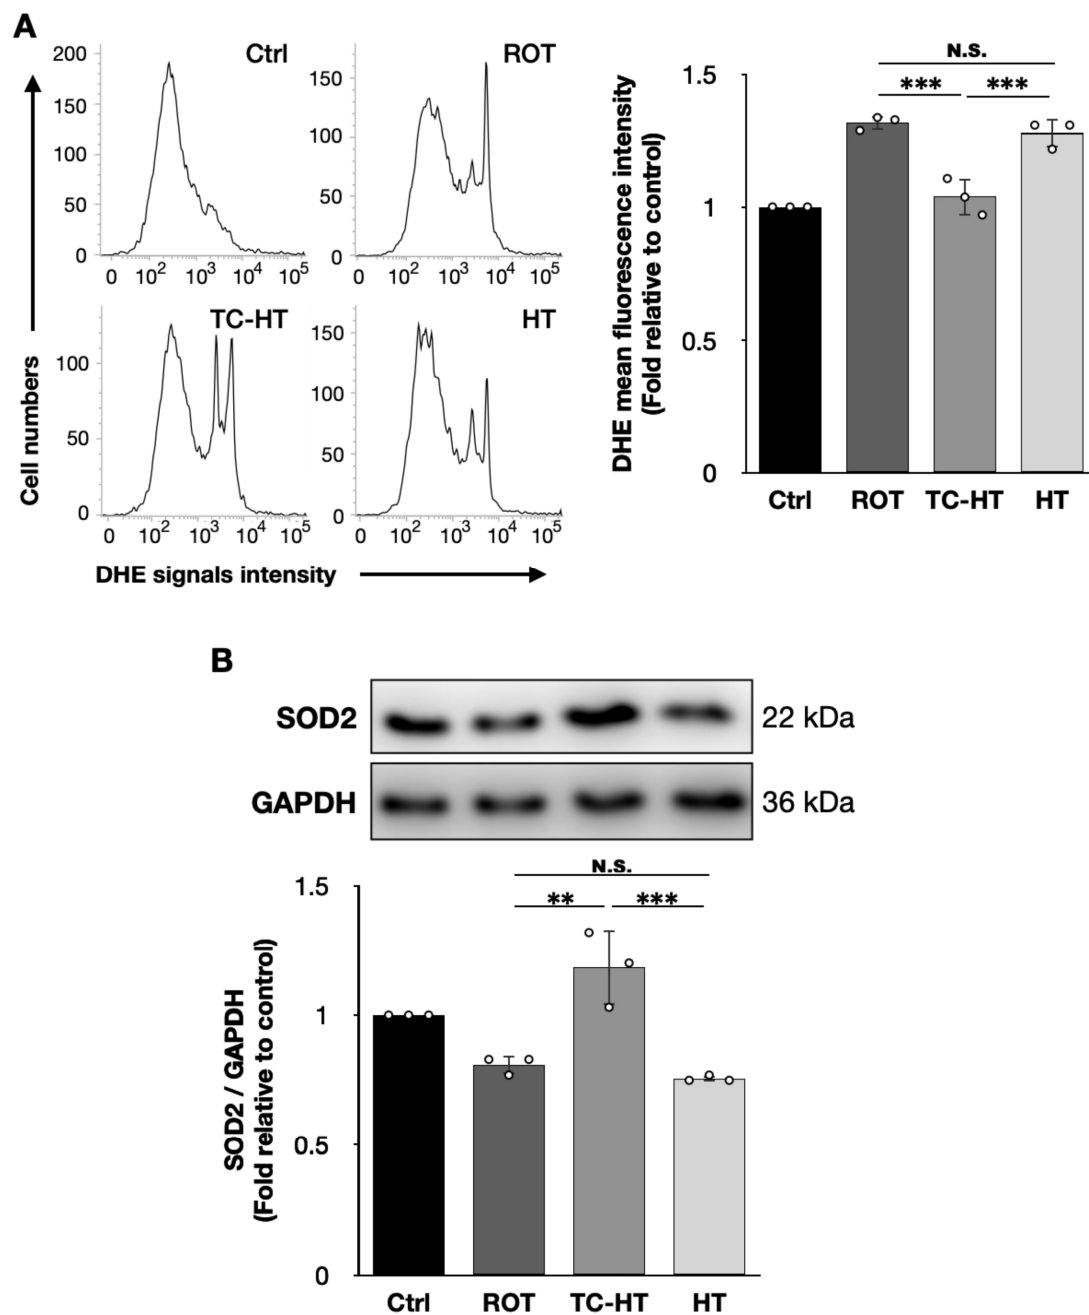 A
Ctrl
200
150
100
50
0
0 10² 10³ 10⁴ 10⁵
ROT
150
100
50
0
0 10² 10³ 10⁴ 10⁵
TC-HT
100
50
0
0 10² 10³ 10⁴ 10⁵
HT
150
100
50
0
0 10² 10³ 10⁴ 10⁵
Cell numbers
DHE signals intensity
DHE mean fluorescence intensity
(Fold relative to control)
1.5
1
0.5
0
N.S.
*** ***
Ctrl ROT TC-HT HT
B
SOD2 22 kDa
GAPDH 36 kDa
SOD2 / GAPDH
(Fold relative to control)
1.5
1
0.5
0
N.S.
** ***
Ctrl ROT TC-HT HT